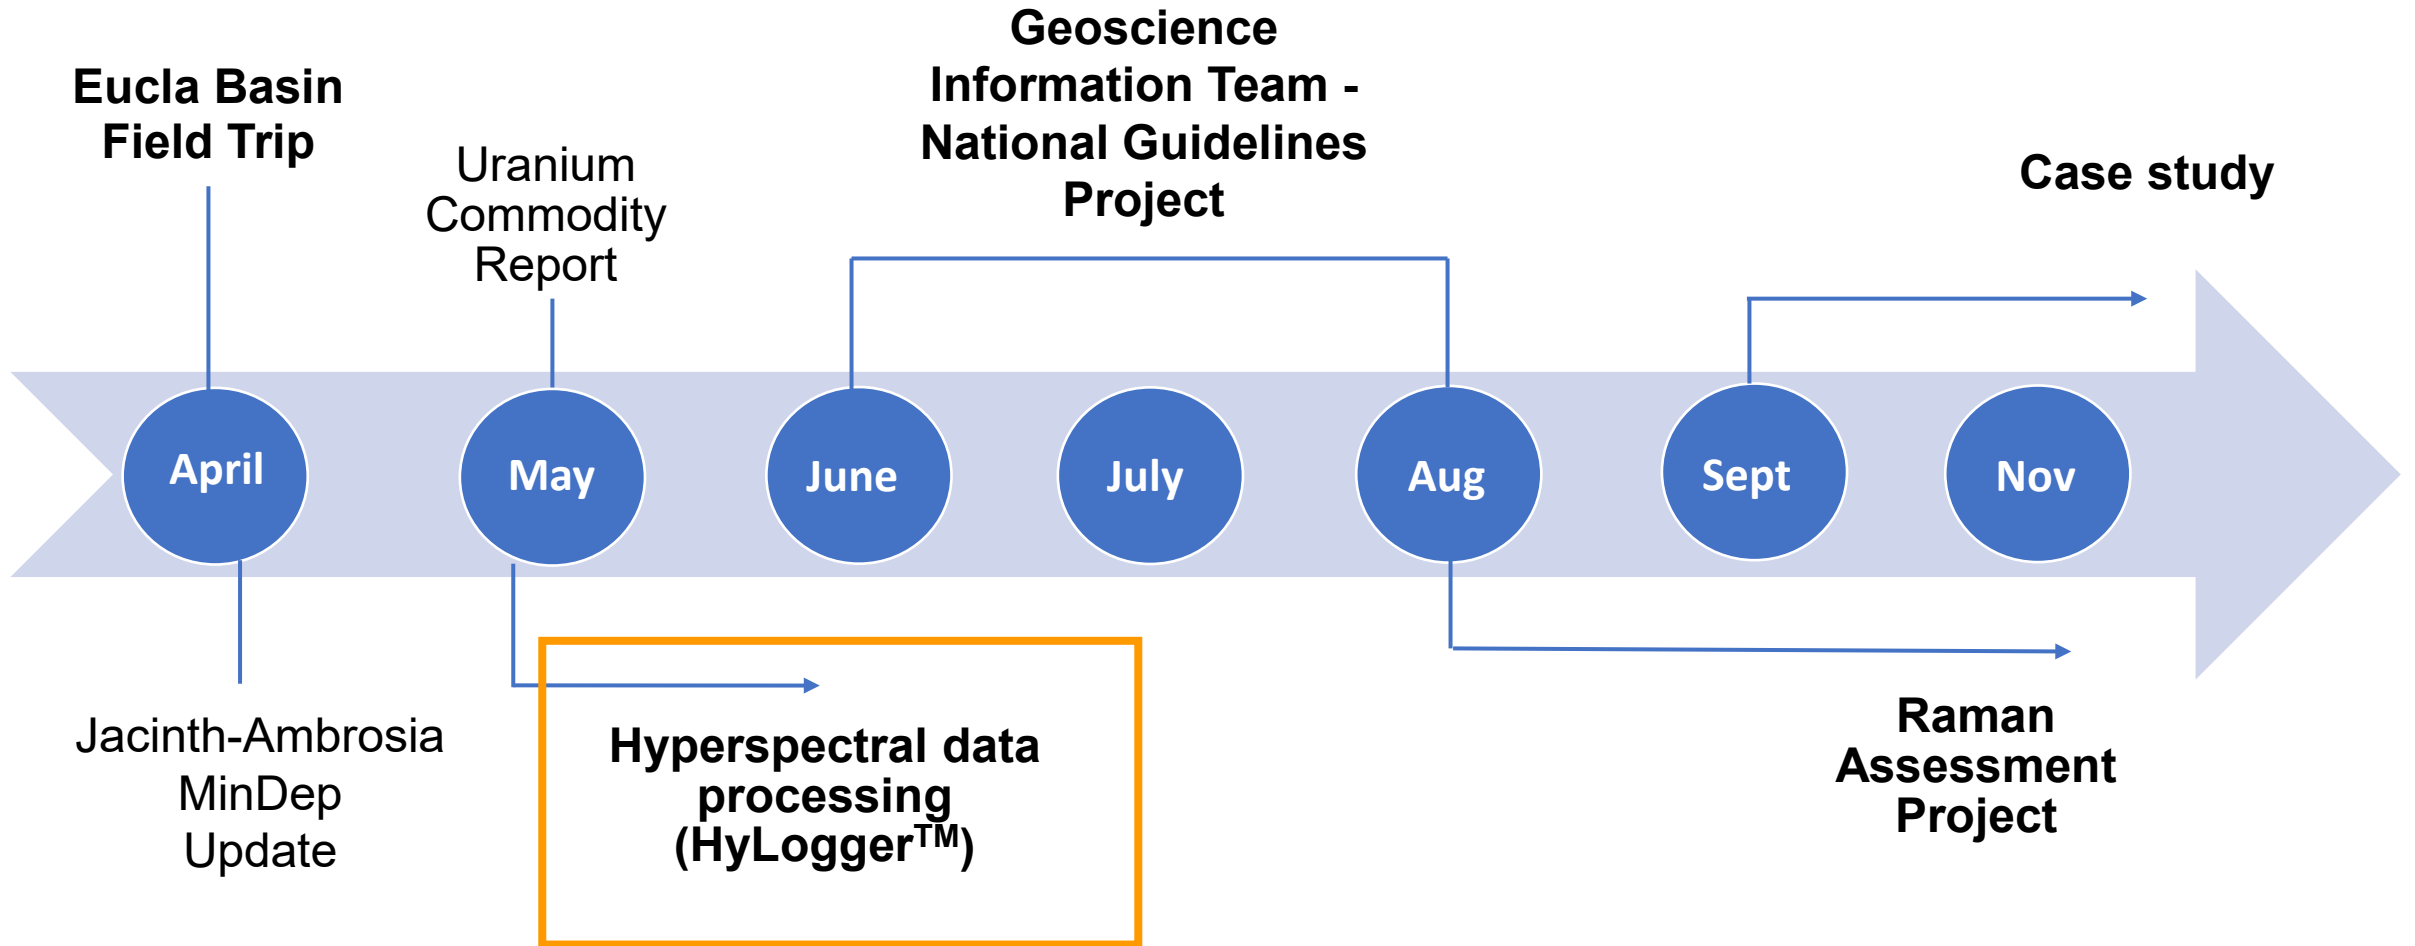 Eucla Basin
Field Trip
Uranium
Commodity
Report
Geoscience
Information Team -
National Guidelines
Project
Case study
April
May
June
July
Aug
Sept
Nov
Jacinth-Ambrosia
MinDep
Update
Hyperspectral data
processing
(HyLogger™)
Raman
Assessment
Project